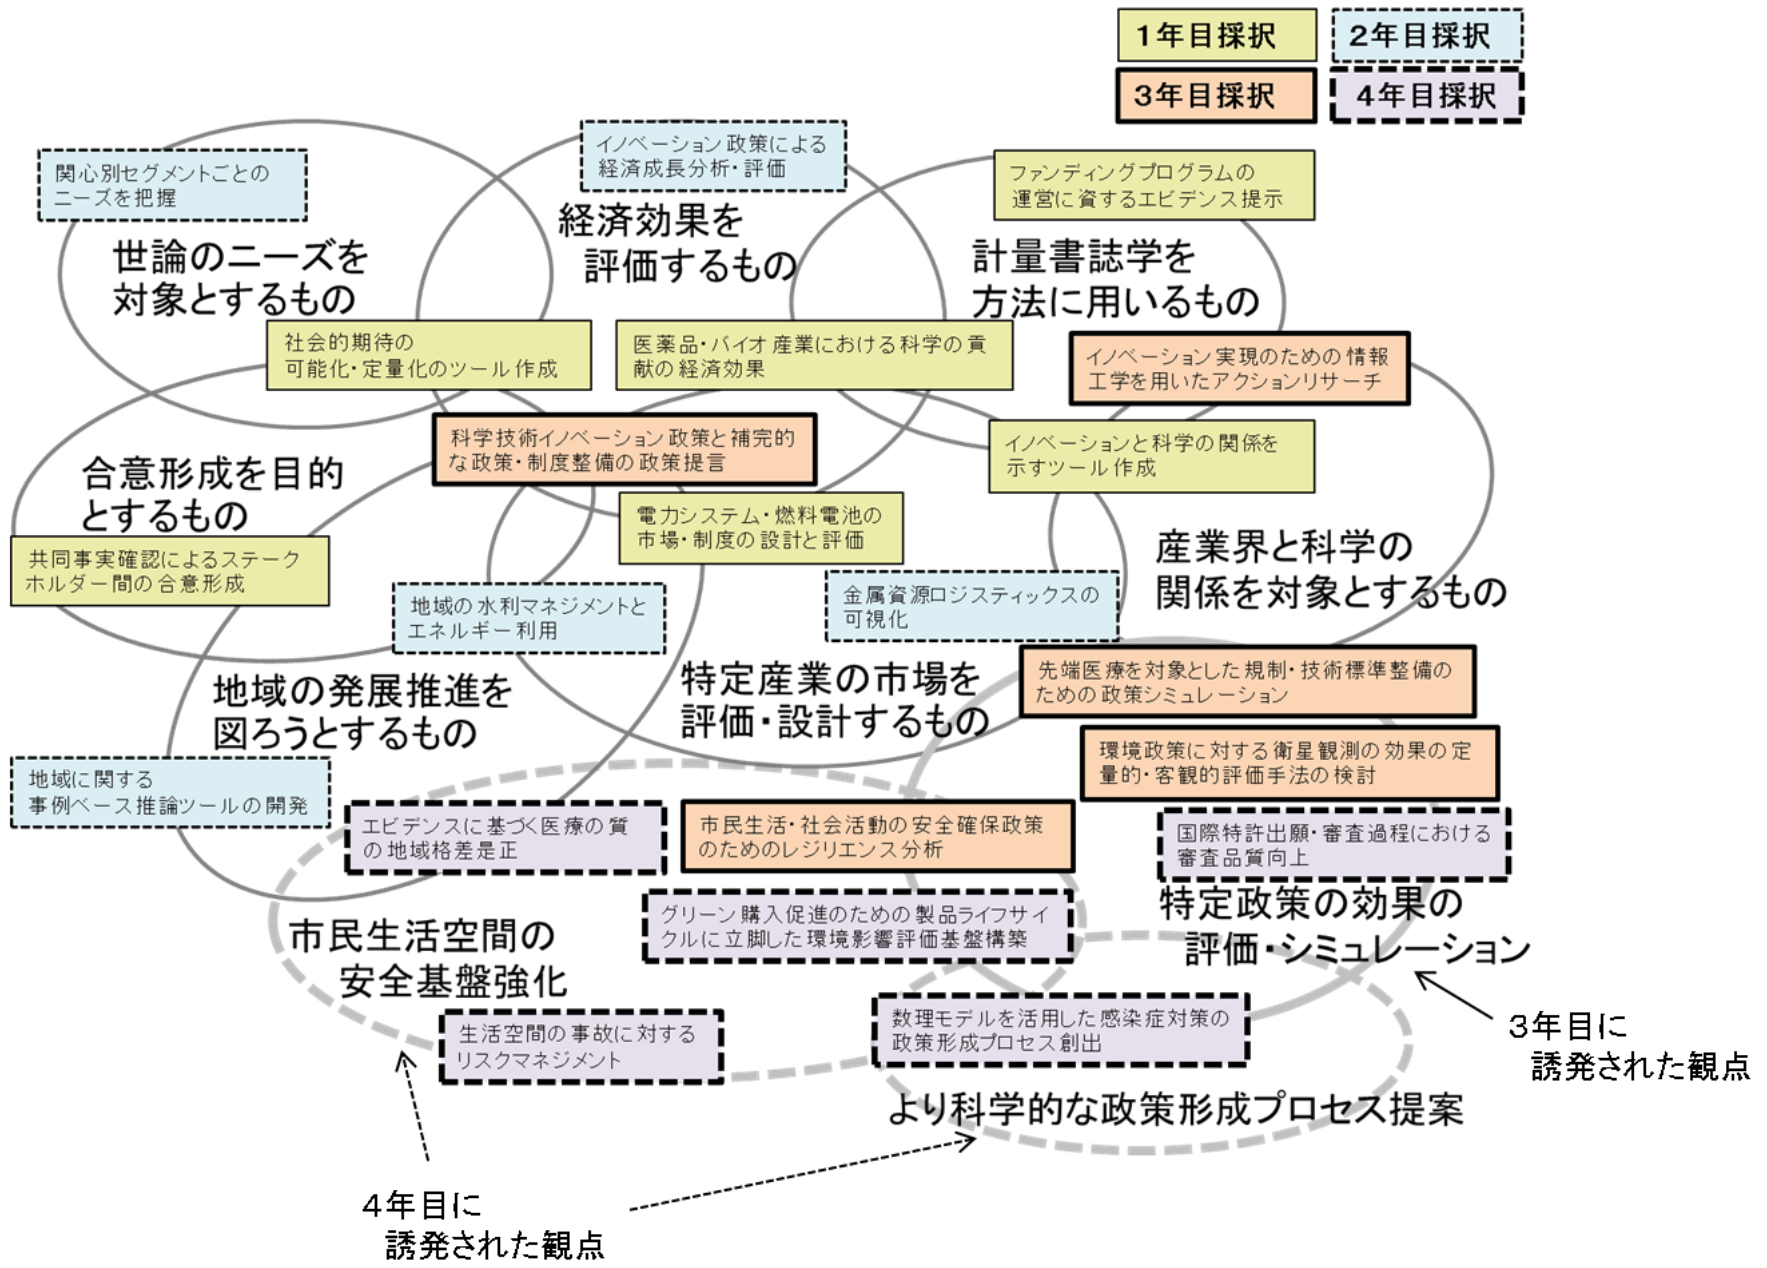 1年目採択
2年目採択
3年目採択
4年目採択
関心別セグメントごとの
ニーズを把握
イノベーション政策による
経済成長分析・評価
ファンディングプログラムの
運営に資するエビデンス提示
世論のニーズを
対象とするもの
経済効果を
評価するもの
計量書誌学を
方法に用いるもの
社会的期待の
可能化・定量化のツール作成
医薬品・バイオ産業における科学の貢
献の経済効果
イノベーション実現のための情報
工学を用いたアクションリサーチ
科学技術イノベーション政策と補完的
な政策・制度整備の政策提言
イノベーションと科学の関係を
示すツール作成
合意形成を目的
とするもの
電力システム・燃料電池の
市場・制度の設計と評価
共同事実確認によるステーク
ホルダー間の合意形成
地域の水利マネジメントと
エネルギー利用
金属資源ロジスティックスの
可視化
産業界と科学の
関係を対象とするもの
地域の発展推進を
図ろうとするもの
特定産業の市場を
評価・設計するもの
先端医療を対象とした規制・技術標準整備の
ための政策シミュレーション
環境政策に対する衛星観測の効果の定
量的・客観的評価手法の検討
地域に関する
事例ベース推論ツールの開発
エビデンスに基づく医療の質
の地域格差是正
市民生活・社会活動の安全確保政策
のためのレジリエンス分析
国際特許出願・審査過程における
審査品質向上
グリーン購入促進のための製品ライフサイ
クルに立脚した環境影響評価基盤構築
特定政策の効果の
評価・シミュレーション
市民生活空間の
安全基盤強化
生活空間の事故に対する
リスクマネジメント
数理モデルを活用した感染症対策の
政策形成プロセス創出
3年目に
誘発された観点
より科学的な政策形成プロセス提案
4年目に
誘発された観点